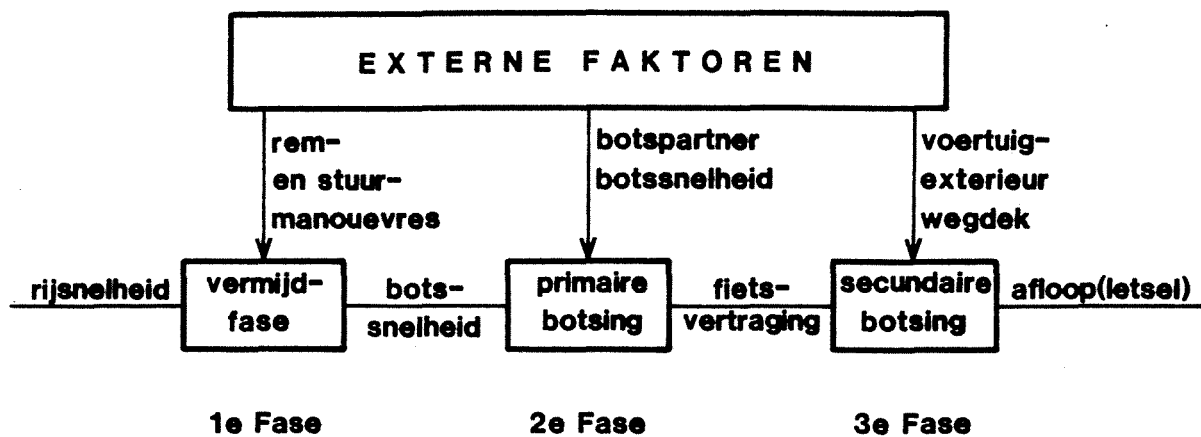 EXTERNE FAKTOREN
rem-
en stuur-
manouevres
botspartner
botssnelheid
voertuig-
exterieur
wegdek
rijsnelheid
vermijd-
fase
bots-
snelheid
primaire
botsing
fiets-
vertraging
secundaire
botsing
afloop(letsel)
1e Fase
2e Fase
3e Fase